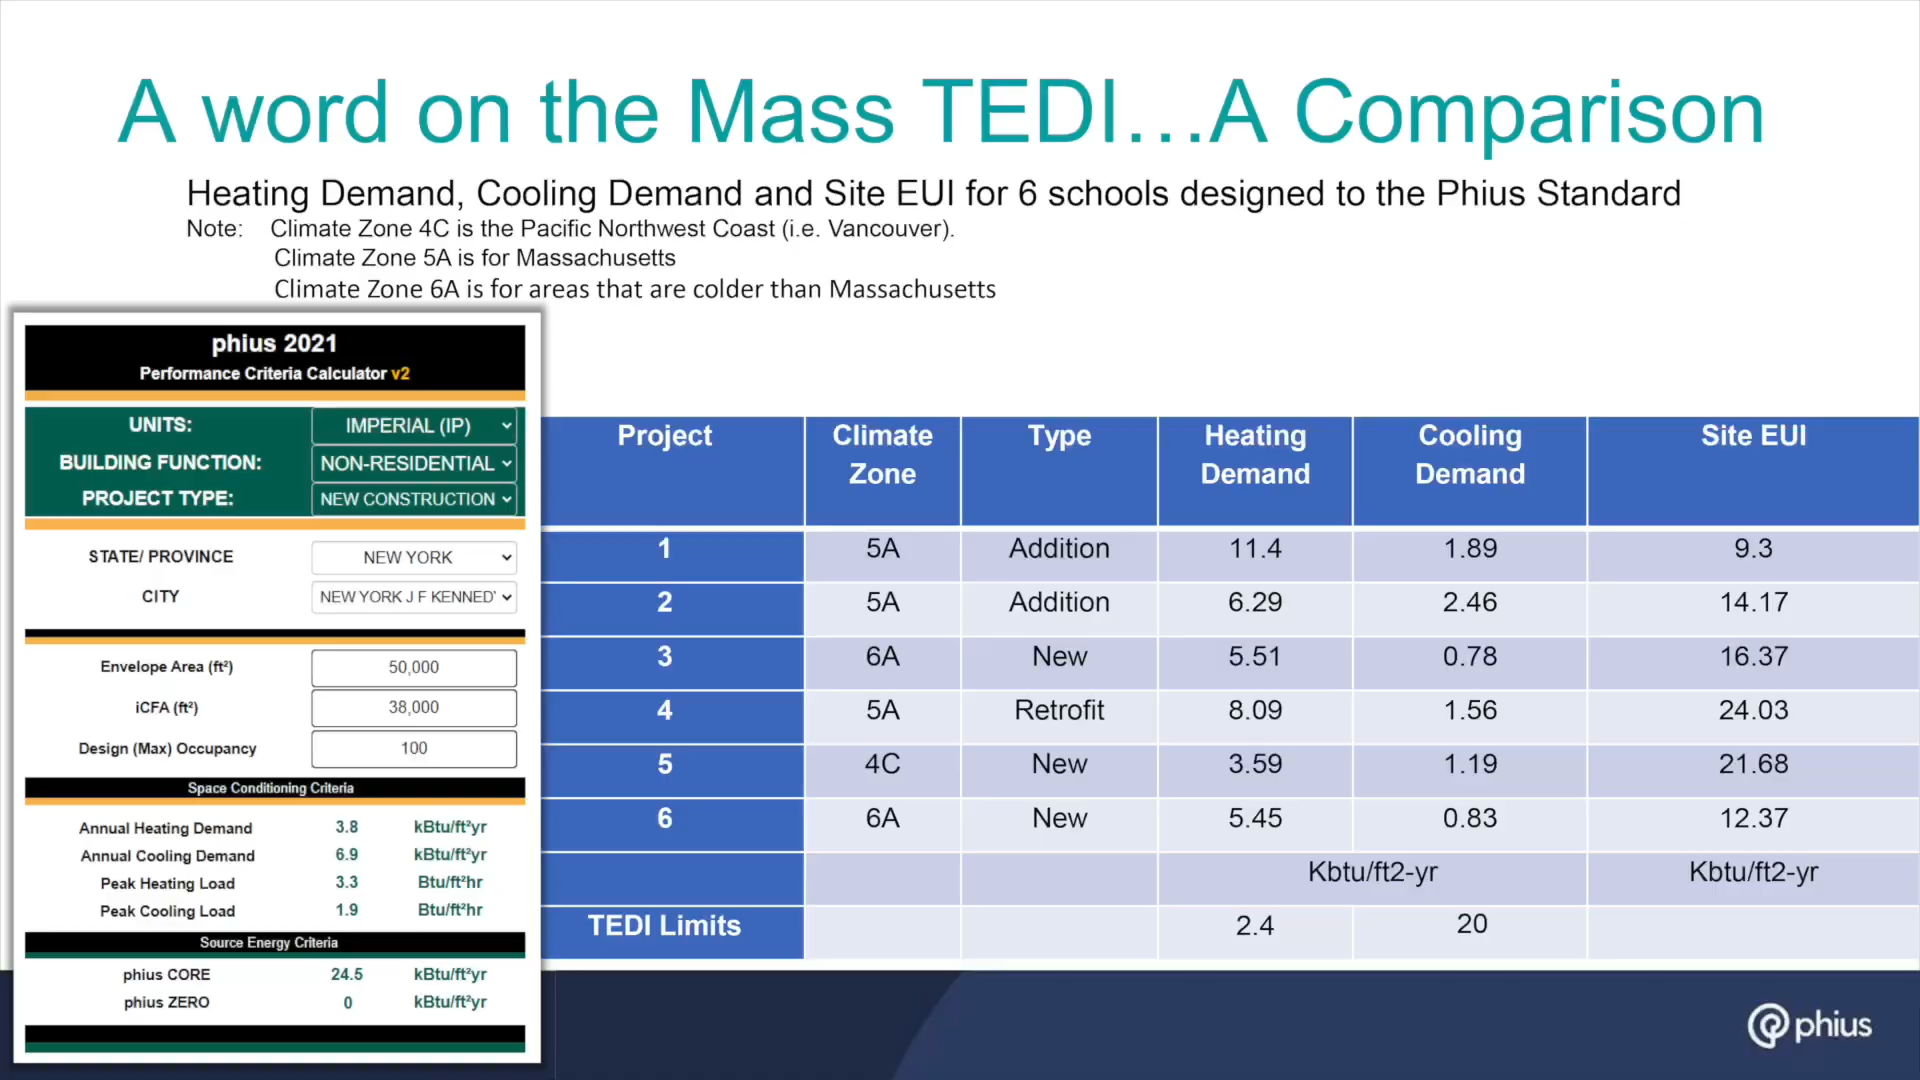 A word on the Mass TEDI…A Comparison
Heating Demand, Cooling Demand and Site EUI for 6 schools designed to the Phius Standard
Note: Climate Zone 4C is the Pacific Northwest Coast (i.e. Vancouver).
Climate Zone 5A is for Massachusetts
Climate Zone 6A is for areas that are colder than Massachusetts
phius 2021
Performance Criteria Calculator v2
UNITS: IMPERIAL (IP)
BUILDING FUNCTION: NON-RESIDENTIAL
PROJECT TYPE: NEW CONSTRUCTION
STATE/ PROVINCE NEW YORK
CITY NEW YORK J F KENNEDY
Envelope Area (ft²) 50,000
iCFA (ft²) 38,000
Design (Max) Occupancy 100
Space Conditioning Criteria
Annual Heating Demand 3.8 kBtu/ft²yr
Annual Cooling Demand 6.9 kBtu/ft²yr
Peak Heating Load 3.3 Btu/ft²hr
Peak Cooling Load 1.9 Btu/ft²hr
Source Energy Criteria
phius CORE 24.5 kBtu/ft²yr
phius ZERO 0 kBtu/ft²yr
Project Climate Type Heating Cooling Site EUI
Zone Demand Demand
1 5A Addition 11.4 1.89 9.3
2 5A Addition 6.29 2.46 14.17
3 6A New 5.51 0.78 16.37
4 5A Retrofit 8.09 1.56 24.03
5 4C New 3.59 1.19 21.68
6 6A New 5.45 0.83 12.37
Kbtu/ft2-yr Kbtu/ft2-yr
TEDI Limits 2.4 20
phius